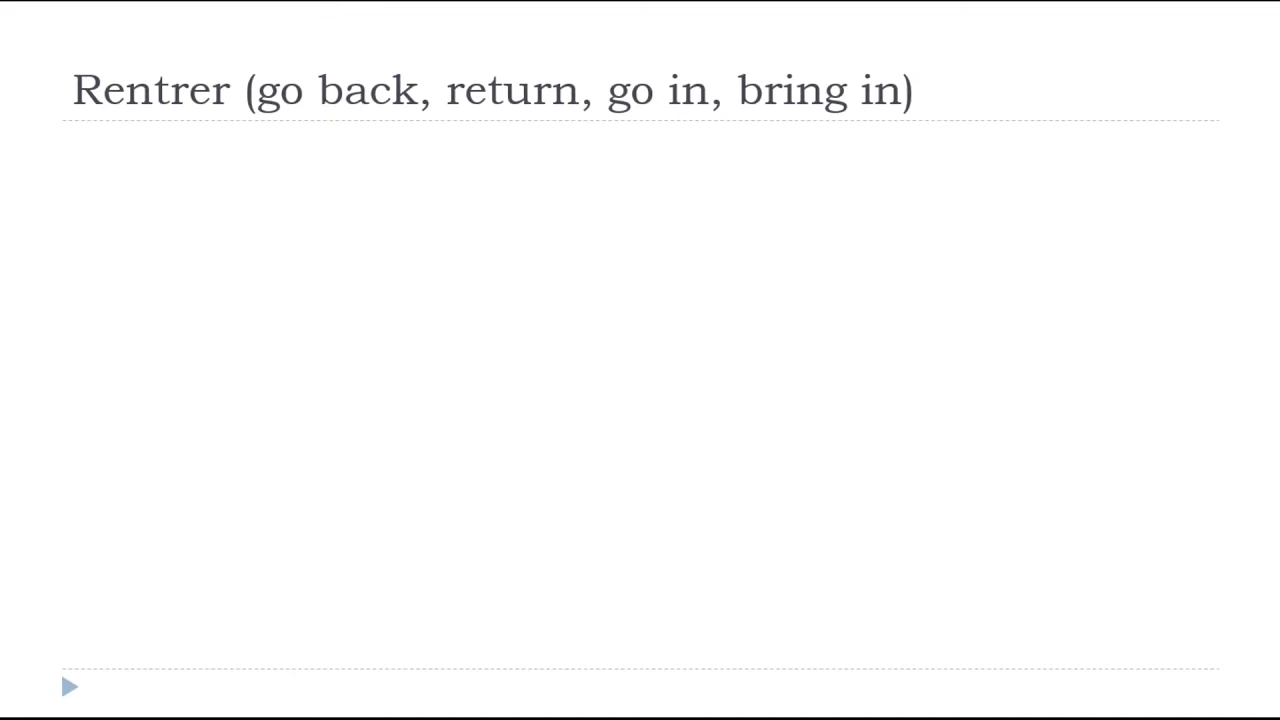 Rentrer (go back, return, go in, bring in)